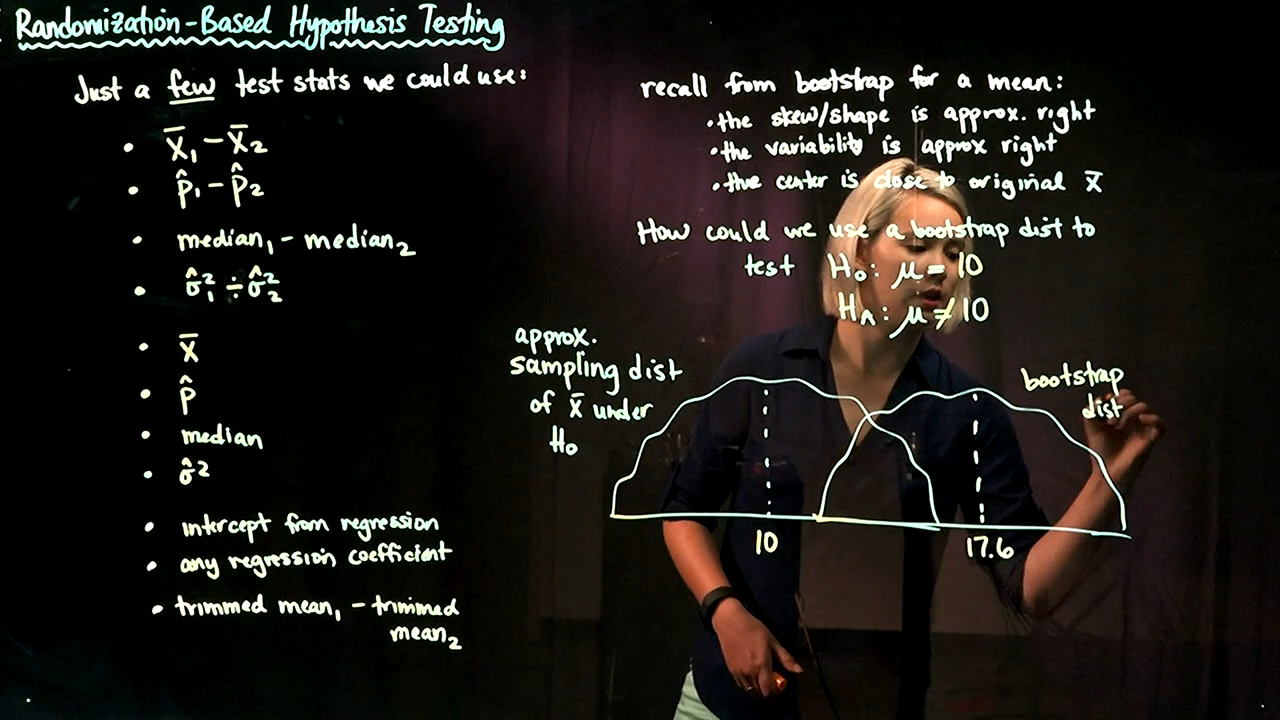 Randomization-Based Hypothesis Testing
Just a few test stats we could use:
• x̄₁ - x̄₂
• p̂₁ - p̂₂
• median₁ - median₂
• σ̂²₁ ÷ σ̂²₂
• x̄
• p̂
• median
• σ̂²
• intercept from regression
• any regression coefficient
• trimmed mean₁ - trimmed
mean₂
recall from bootstrap for a mean:
• the skew/shape is approx. right
• the variability is approx right
• the center is close to original x̄
How could we use a bootstrap dist to
test H₀: μ = 10
H_A: μ ≠ 10
approx.
sampling dist
of x̄ under
H₀
bootstrap
dist
10
17.6